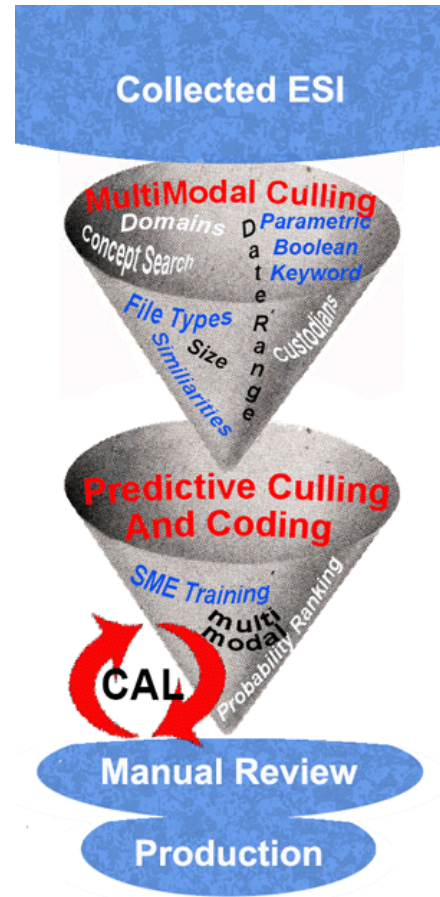 Collected ESI
MultiModal Culling
Domains
Concept Search
Date Range
Parametric
Boolean
Keyword
File Types
Size
Similiarities
Custodians
Predictive Culling
And Coding
SME Training
multi
modal
Probability Ranking
CAL
Manual Review
Production